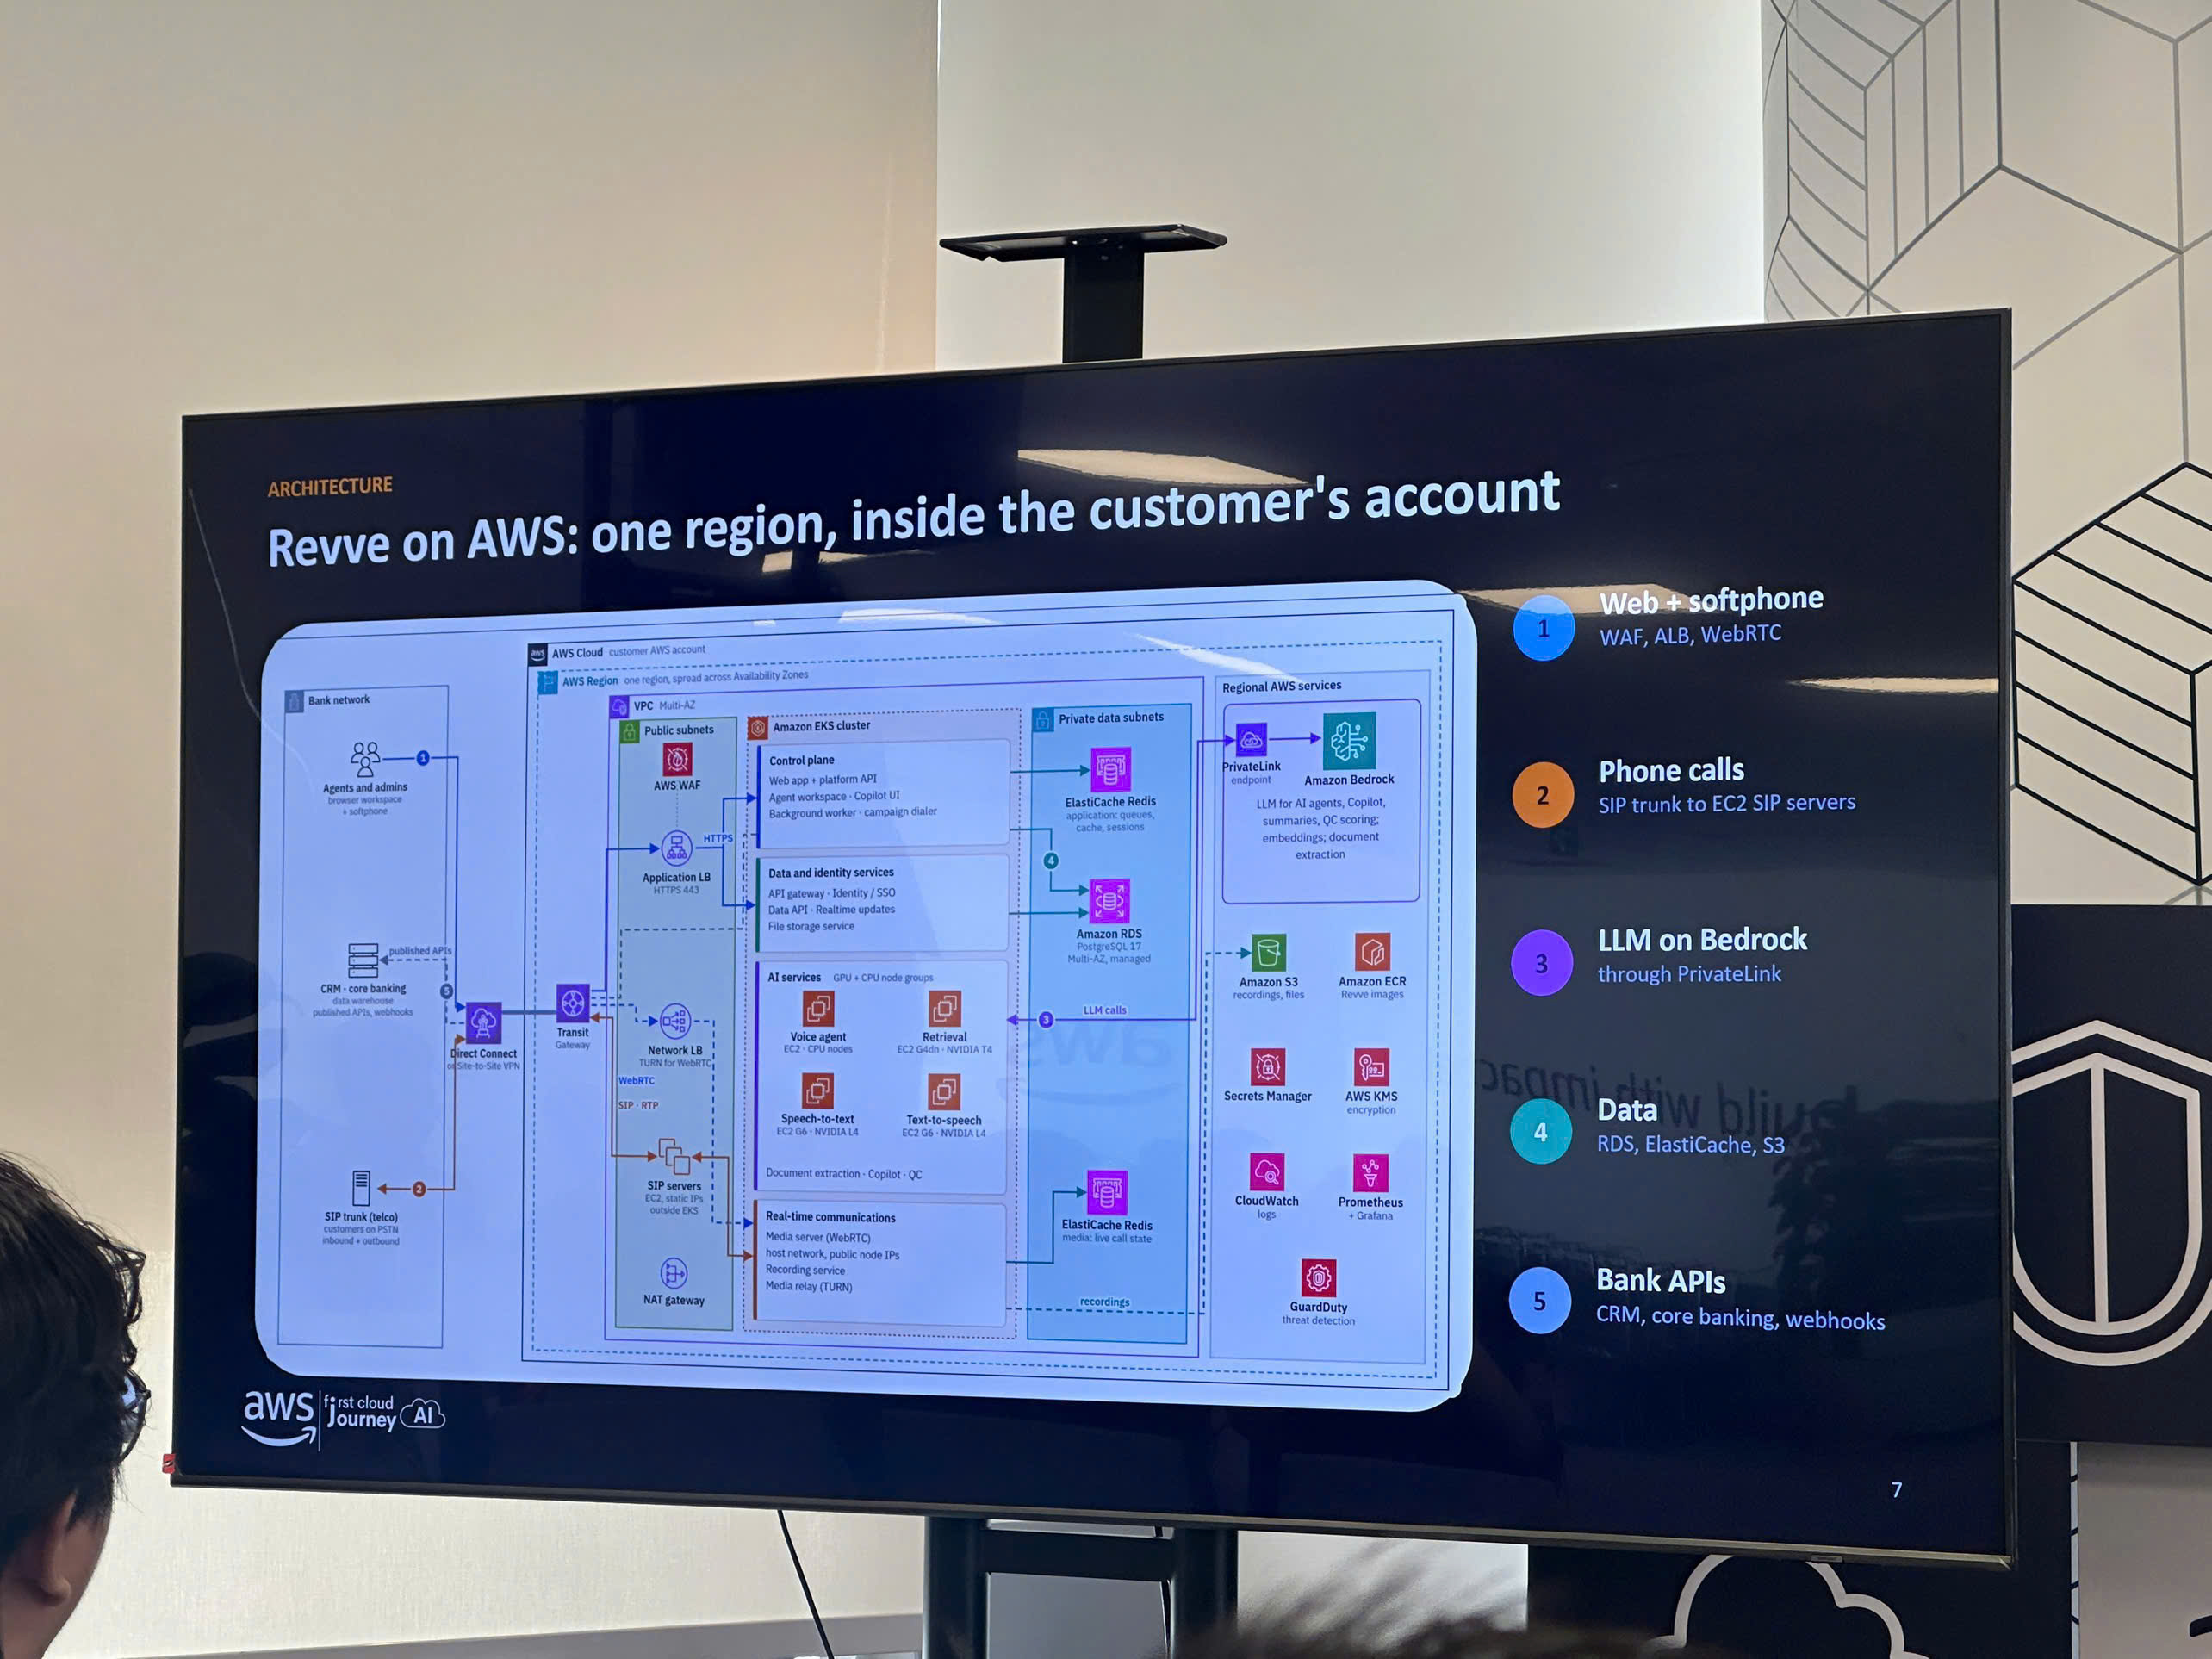 ARCHITECTURE
Revve on AWS: one region, inside the customer's account
Bank network
Agents and admins
browser workspace
+ softphone
1
published APIs
CRM · core banking
data warehouse
published APIs, webhooks
5
Direct Connect
or Site-to-Site VPN
2
SIP trunk (telco)
customers on PSTN
inbound + outbound
aws
AWS Cloud customer AWS account
AWS Region one region, spread across Availability Zones
VPC Multi-AZ
Transit
Gateway
Public subnets
AWS WAF
HTTPS
Application LB
HTTPS 443
Network LB
TURN for WebRTC
WebRTC
SIP · RTP
SIP servers
EC2, static IPs
outside EKS
NAT gateway
Amazon EKS cluster
Control plane
Web app + platform API
Agent workspace · Copilot UI
Background worker · campaign dialer
Data and identity services
API gateway · Identity / SSO
Data API · Realtime updates
File storage service
AI services GPU + CPU node groups
Voice agent
EC2 · CPU nodes
Retrieval
EC2 G4dn · NVIDIA T4
Speech-to-text
EC2 G6 · NVIDIA L4
Text-to-speech
EC2 G6 · NVIDIA L4
Document extraction · Copilot · QC
Real-time communications
Media server (WebRTC)
host network, public node IPs
Recording service
Media relay (TURN)
Private data subnets
ElastiCache Redis
application: queues,
cache, sessions
4
Amazon RDS
PostgreSQL 17
Multi-AZ, managed
3
LLM calls
ElastiCache Redis
media: live call state
recordings
Regional AWS services
PrivateLink
endpoint
Amazon Bedrock
LLM for AI agents, Copilot,
summaries, QC scoring;
embeddings; document
extraction
Amazon S3
recordings, files
Amazon ECR
Revve images
Secrets Manager
AWS KMS
encryption
CloudWatch
logs
Prometheus
+ Grafana
GuardDuty
threat detection
1
Web + softphone
WAF, ALB, WebRTC
2
Phone calls
SIP trunk to EC2 SIP servers
3
LLM on Bedrock
through PrivateLink
4
Data
RDS, ElastiCache, S3
5
Bank APIs
CRM, core banking, webhooks
aws first cloud journey AI
7